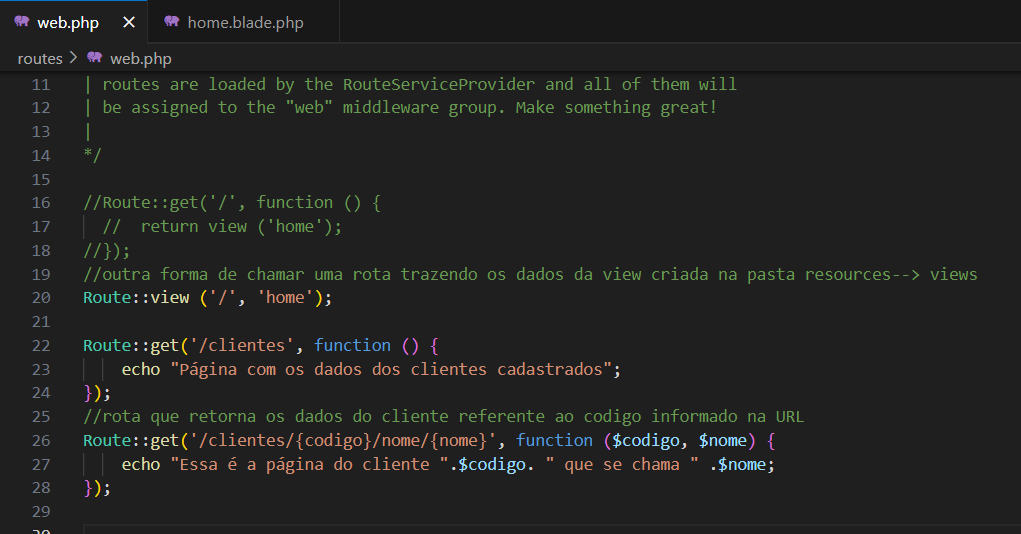 web.php × home.blade.php
routes > web.php
11 | routes are loaded by the RouteServiceProvider and all of them will
12 | be assigned to the "web" middleware group. Make something great!
13 |
14 */
15
16 //Route::get('/', function () {
17 //  return view ('home');
18 //});
19 //outra forma de chamar uma rota trazendo os dados da view criada na pasta resources--> views
20 Route::view ('/', 'home');
21
22 Route::get('/clientes', function () {
23 echo "Página com os dados dos clientes cadastrados";
24 });
25 //rota que retorna os dados do cliente referente ao codigo informado na URL
26 Route::get('/clientes/{codigo}/nome/{nome}', function ($codigo, $nome) {
27 echo "Essa é a página do cliente ".$codigo. " que se chama " .$nome;
28 });
29
30